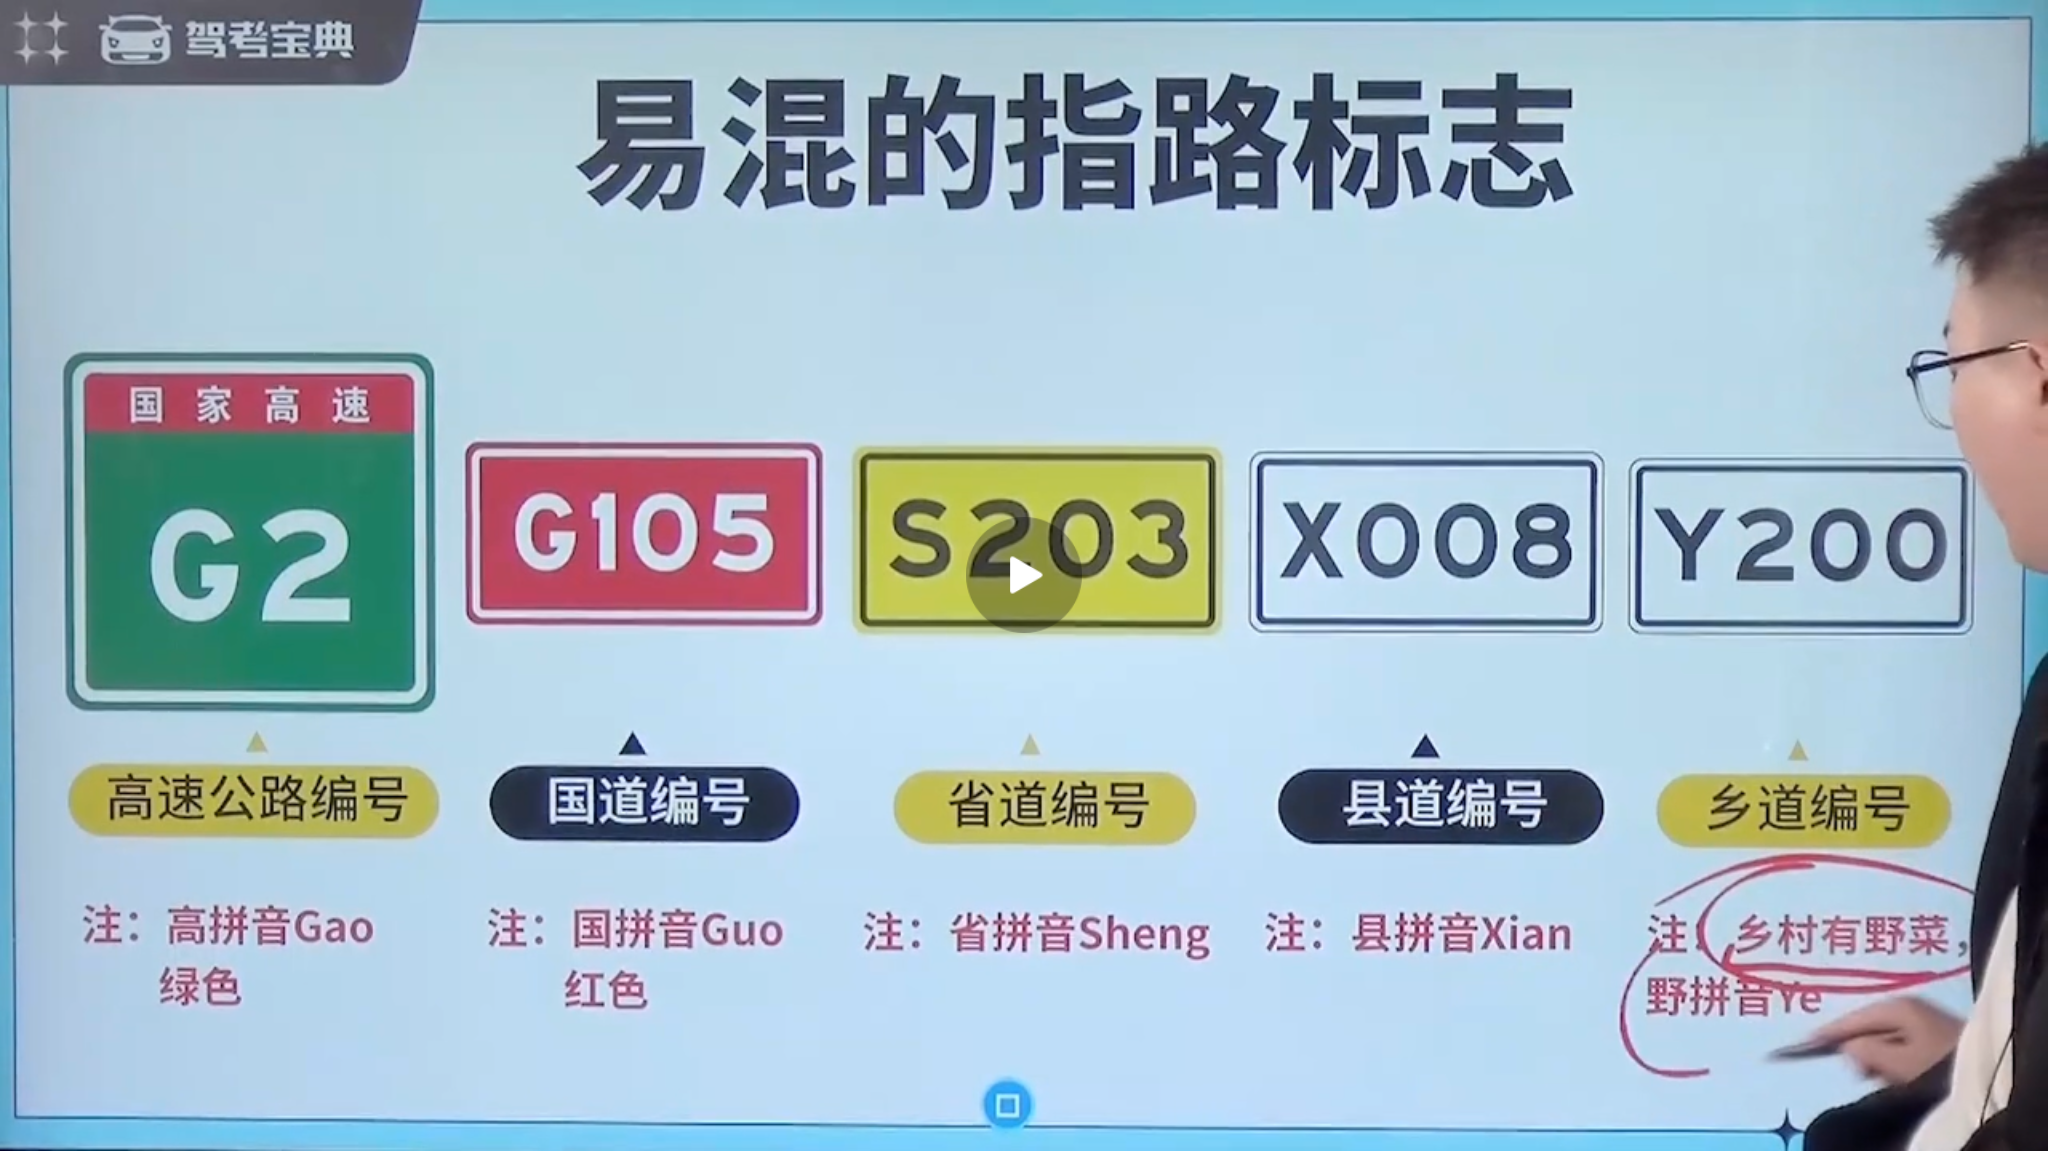 驾考宝典
易混的指路标志
国家高速
G2
G105
S203
X008
Y200
高速公路编号
国道编号
省道编号
县道编号
乡道编号
注：高拼音Gao
绿色
注：国拼音Guo
红色
注：省拼音Sheng
注：县拼音Xian
注：乡村有野菜，
野拼音Ye